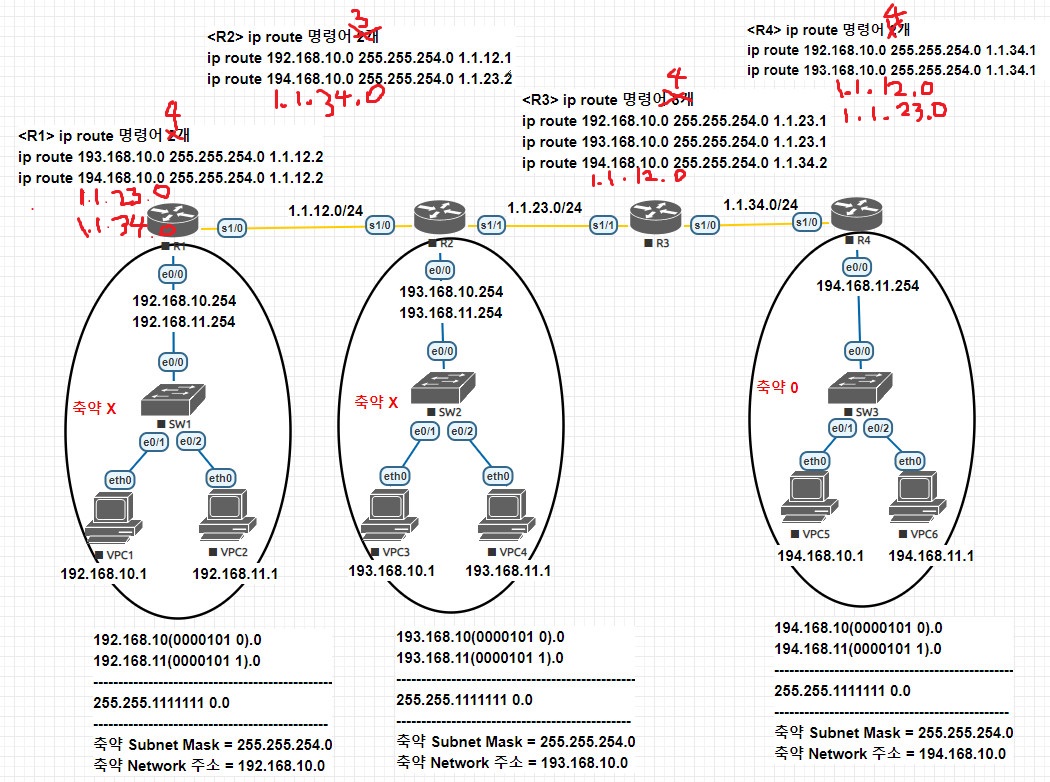 <R2> ip route 명령어 2개
3
ip route 192.168.10.0 255.255.254.0 1.1.12.1
ip route 194.168.10.0 255.255.254.0 1.1.23.2
1.1.34.0
<R4> ip route 명령어 개
4
ip route 192.168.10.0 255.255.254.0 1.1.34.1
ip route 193.168.10.0 255.255.254.0 1.1.34.1
1.1.12.0
1.1.23.0
<R3> ip route 명령어 개
4
ip route 192.168.10.0 255.255.254.0 1.1.23.1
ip route 193.168.10.0 255.255.254.0 1.1.23.1
ip route 194.168.10.0 255.255.254.0 1.1.34.2
1.1.12.0
<R1> ip route 명령어 2개
4
ip route 193.168.10.0 255.255.254.0 1.1.12.2
ip route 194.168.10.0 255.255.254.0 1.1.12.2
1.1.23.0
1.1.34.0
R1
s1/0
1.1.12.0/24
s1/0
R2
s1/1
1.1.23.0/24
s1/1
R3
s1/0
1.1.34.0/24
s1/0
R4
e0/0
192.168.10.254
192.168.11.254
e0/0
축약 X
SW1
e0/1
e0/2
eth0
eth0
VPC1
VPC2
192.168.10.1
192.168.11.1
e0/0
193.168.10.254
193.168.11.254
e0/0
축약 X
SW2
e0/1
e0/2
eth0
eth0
VPC3
VPC4
193.168.10.1
193.168.11.1
e0/0
194.168.11.254
e0/0
축약 0
SW3
e0/1
e0/2
eth0
eth0
VPC5
VPC6
194.168.10.1
194.168.11.1
192.168.10(0000101 0).0
192.168.11(0000101 1).0
255.255.1111111 0.0
축약 Subnet Mask = 255.255.254.0
축약 Network 주소 = 192.168.10.0
193.168.10(0000101 0).0
193.168.11(0000101 1).0
255.255.1111111 0.0
축약 Subnet Mask = 255.255.254.0
축약 Network 주소 = 193.168.10.0
194.168.10(0000101 0).0
194.168.11(0000101 1).0
255.255.1111111 0.0
축약 Subnet Mask = 255.255.254.0
축약 Network 주소 = 194.168.10.0